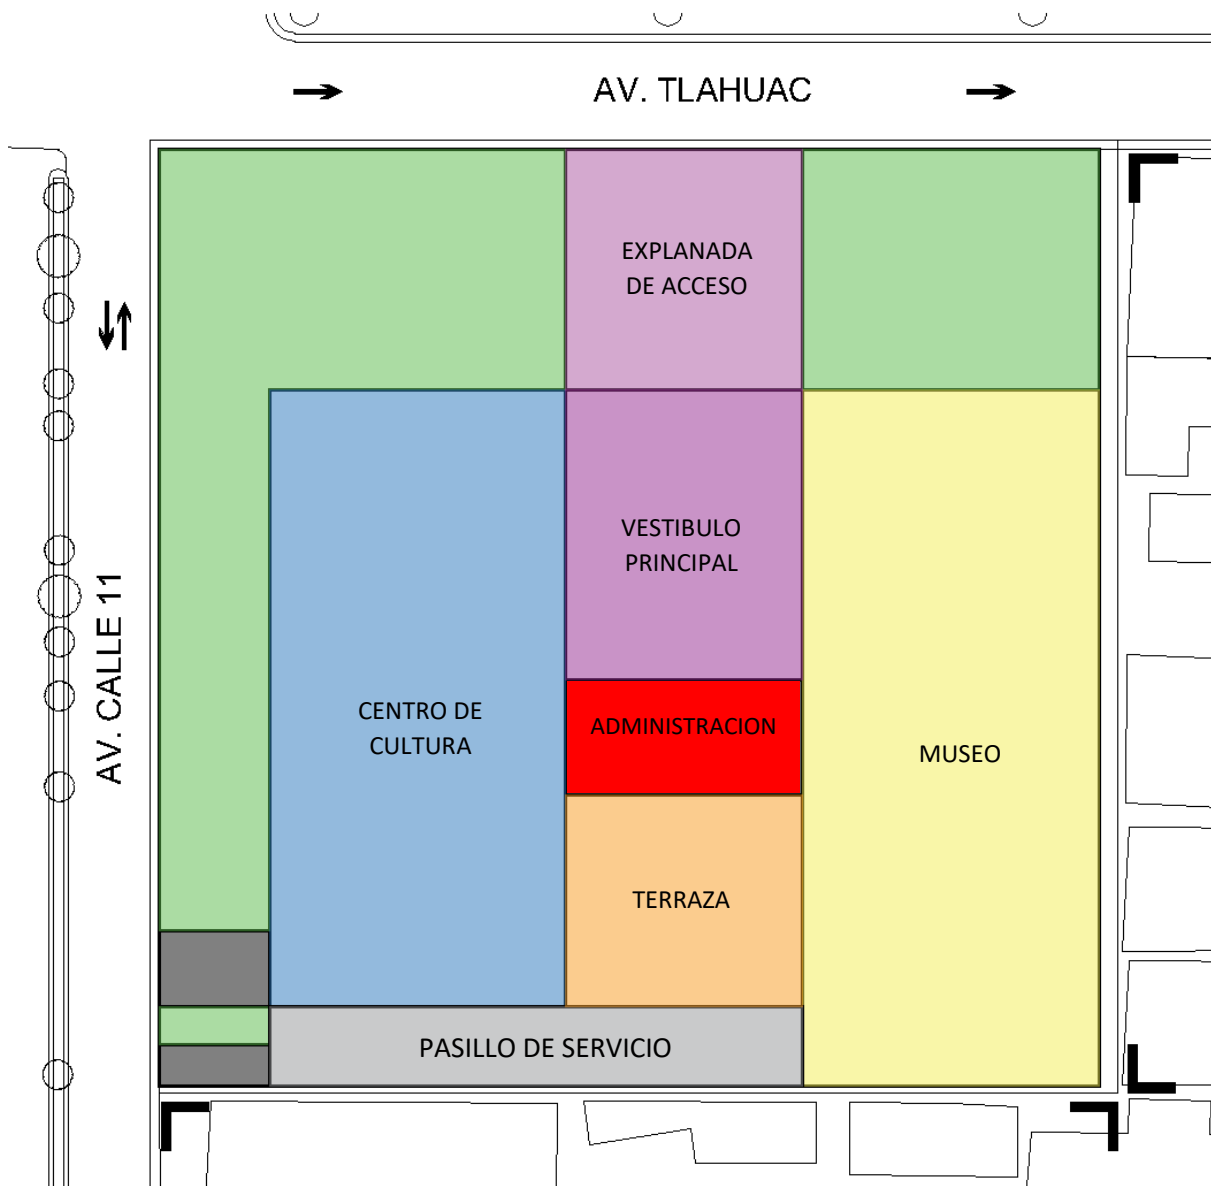 AV. TLAHUAC
EXPLANADA
DE ACCESO
VESTIBULO
PRINCIPAL
AV. CALLE 11
CENTRO DE
CULTURA
ADMINISTRACION
MUSEO
TERRAZA
PASILLO DE SERVICIO